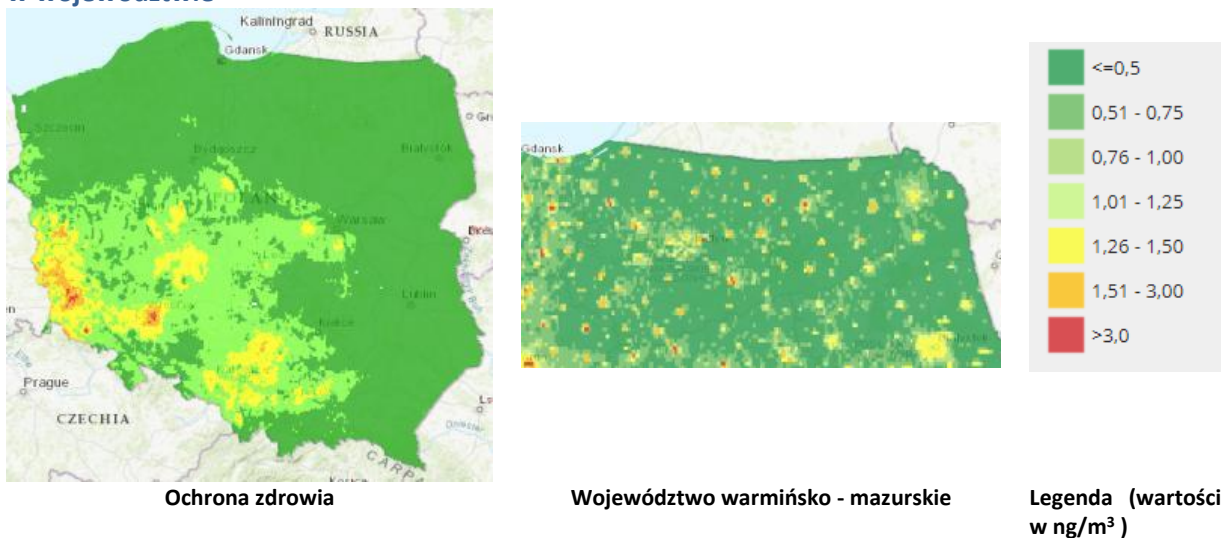 Kaliningrad
RUSSIA
Gdansk
Szczecin
Bydgoszcz
Białystok
Warsaw
Lublin
Kielce
Prague
CZECHIA
Dniester
Gdansk
<=0,5
0,51 - 0,75
0,76 - 1,00
1,01 - 1,25
1,26 - 1,50
1,51 - 3,00
>3,0
Ochrona zdrowia
Województwo warmińsko - mazurskie
Legenda (wartości
w ng/m³ )